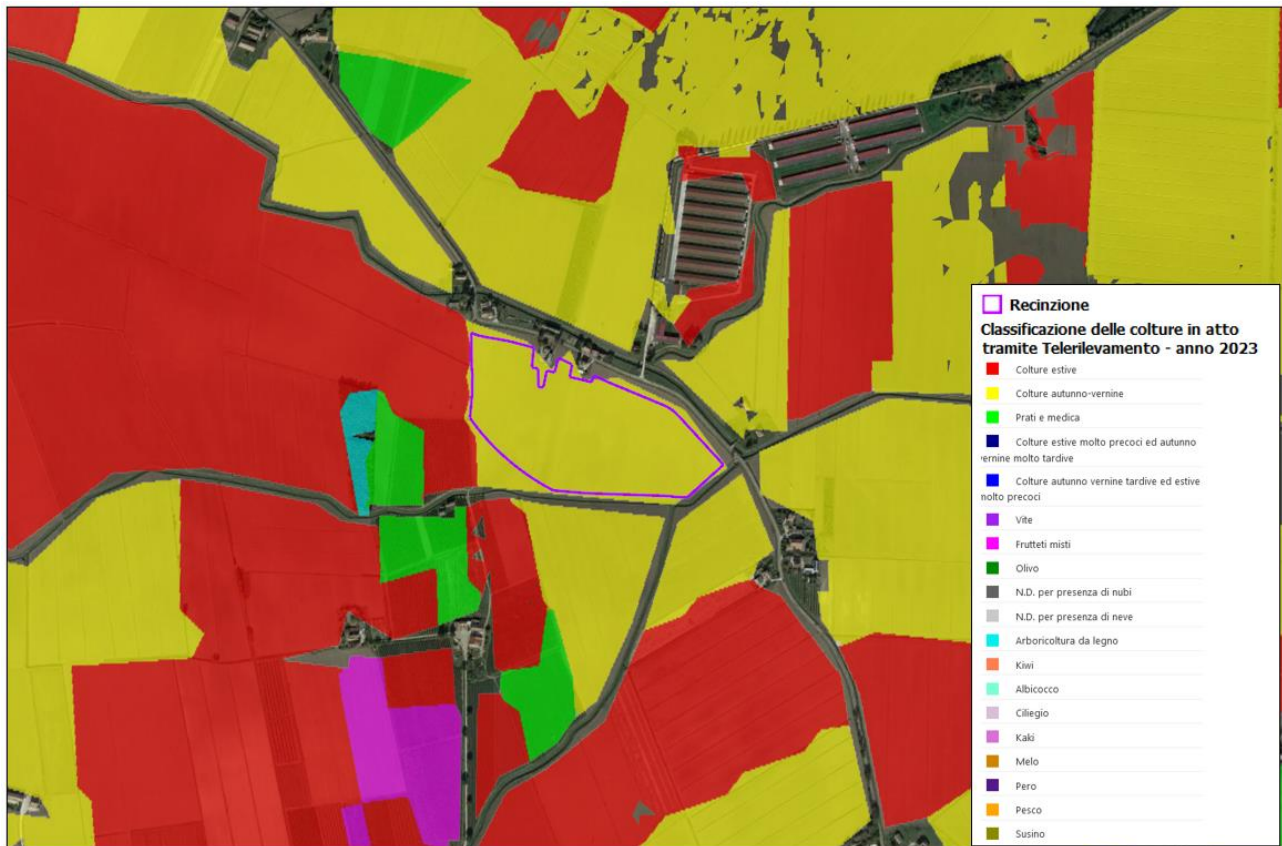 Recinzione
Classificazione delle colture in atto
tramite Telerilevamento - anno 2023
Colture estive
Colture autunno-vernine
Prati e medica
Colture estive molto precoci ed autunno
vernine molto tardive
Colture autunno vernine tardive ed estive
molto precoci
Vite
Frutteti misti
Olivo
N.D. per presenza di nubi
N.D. per presenza di neve
Arboricoltura da legno
Kiwi
Albicocco
Ciliegio
Kaki
Melo
Pero
Pesco
Susino